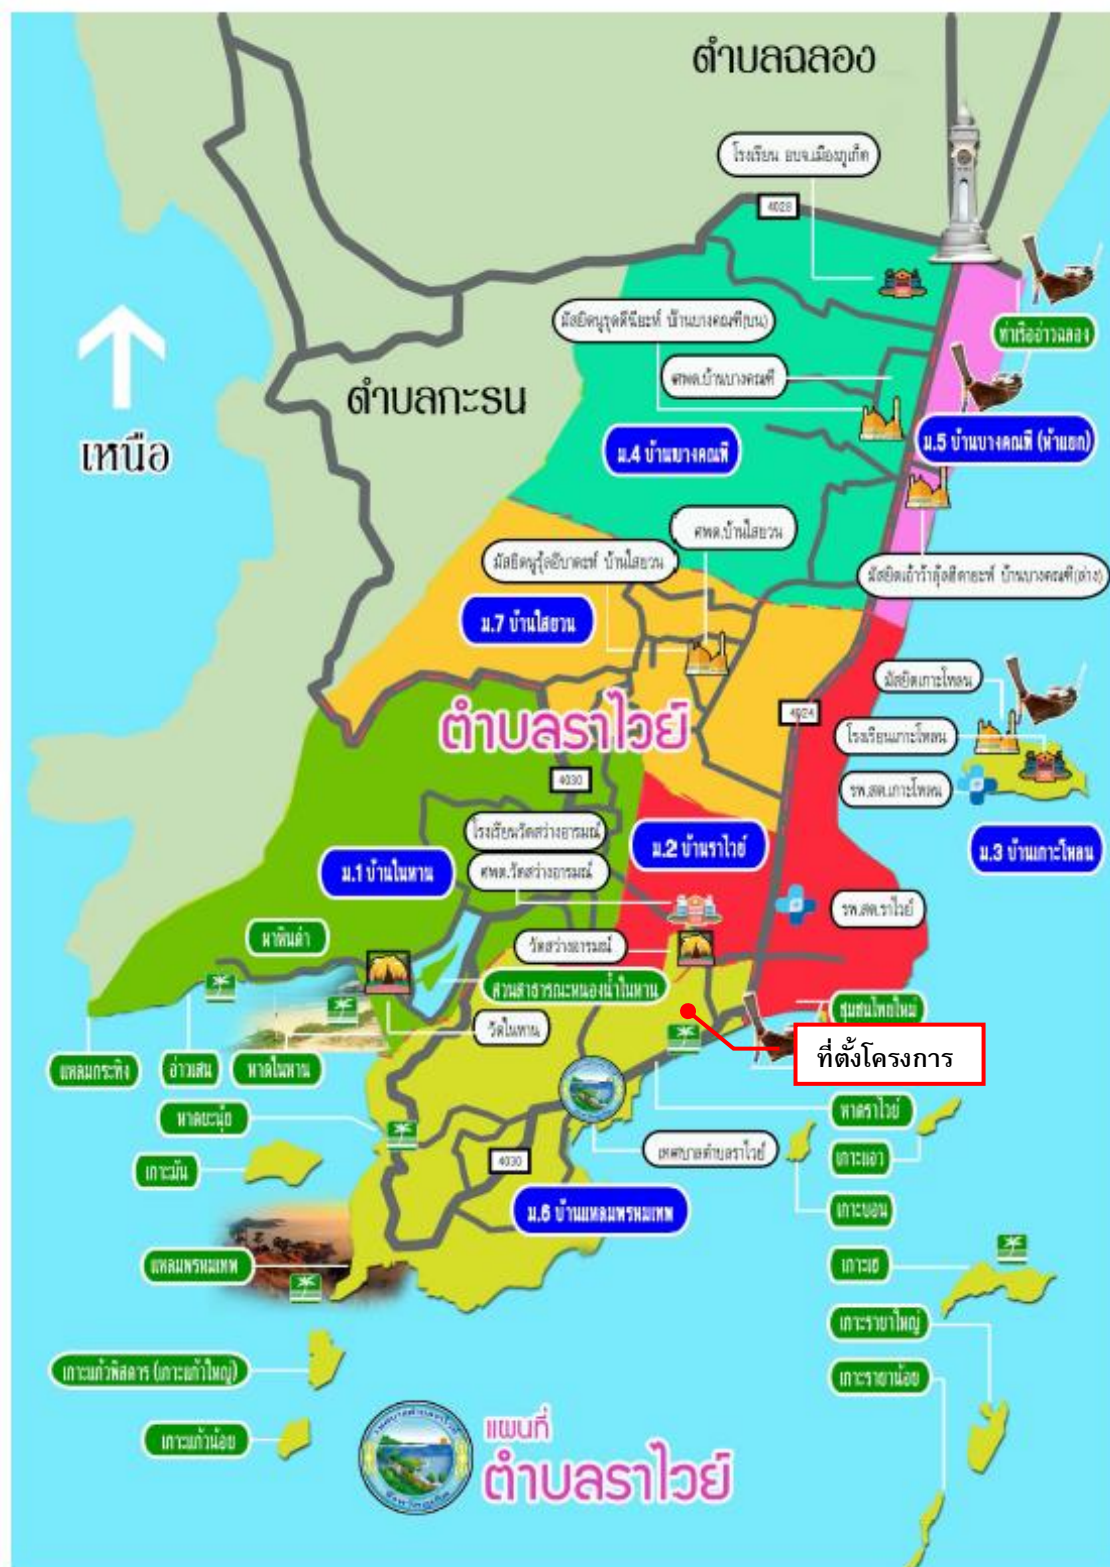 ตำบลฉลอง
โรงเรียน อบจ.เมืองภูเก็ต
4028
ท่าเรืออ่าวฉลอง
มัสยิดนูรุดดีนียะห์ บ้านบางคณฑี(บน)
ศพด.บ้านบางคณฑี
ตำบลกะรน
เหนือ
ม.4 บ้านบางคณฑี
ม.5 บ้านบางคณฑี (ห้าแยก)
ศพด.บ้านใสยวน
มัสยิดนูรุ้ลอีบาดะห์ บ้านใสยวน
มัสยิดเอ้าว้าลุ้ลฮีดายะห์ บ้านบางคณฑี(ล่าง)
ม.7 บ้านใสยวน
มัสยิดเกาะโหลน
ตำบลราไวย์
4024
โรงเรียนเกาะโหลน
4030
รพ.สต.เกาะโหลน
โรงเรียนวัดสว่างอารมณ์
ม.2 บ้านราไวย์
ม.3 บ้านเกาะโหลน
ม.1 บ้านในหาน
ศพด.วัดสว่างอารมณ์
รพ.สต.ราไวย์
ผาหินดำ
วัดสว่างอารมณ์
สวนสาธารณะหนองน้ำในหาน
ชุมชนไทยใหม่
วัดในหาน
ที่ตั้งโครงการ
แหลมกระทิง
อ่าวเสน
หาดในหาน
หาดยะนุ้ย
หาดราไวย์
เทศบาลตำบลราไวย์
เกาะแอว
เกาะมัน
4030
เกาะบอน
ม.6 บ้านแหลมพรหมเทพ
แหลมพรหมเทพ
เกาะเฮ
เกาะรายาใหญ่
เกาะแก้วพิสดาร (เกาะแก้วใหญ่)
เกาะรายาน้อย
เกาะแก้วน้อย
แผนที่
ตำบลราไวย์
เทศบาลตำบลราไวย์
จังหวัดภูเก็ต